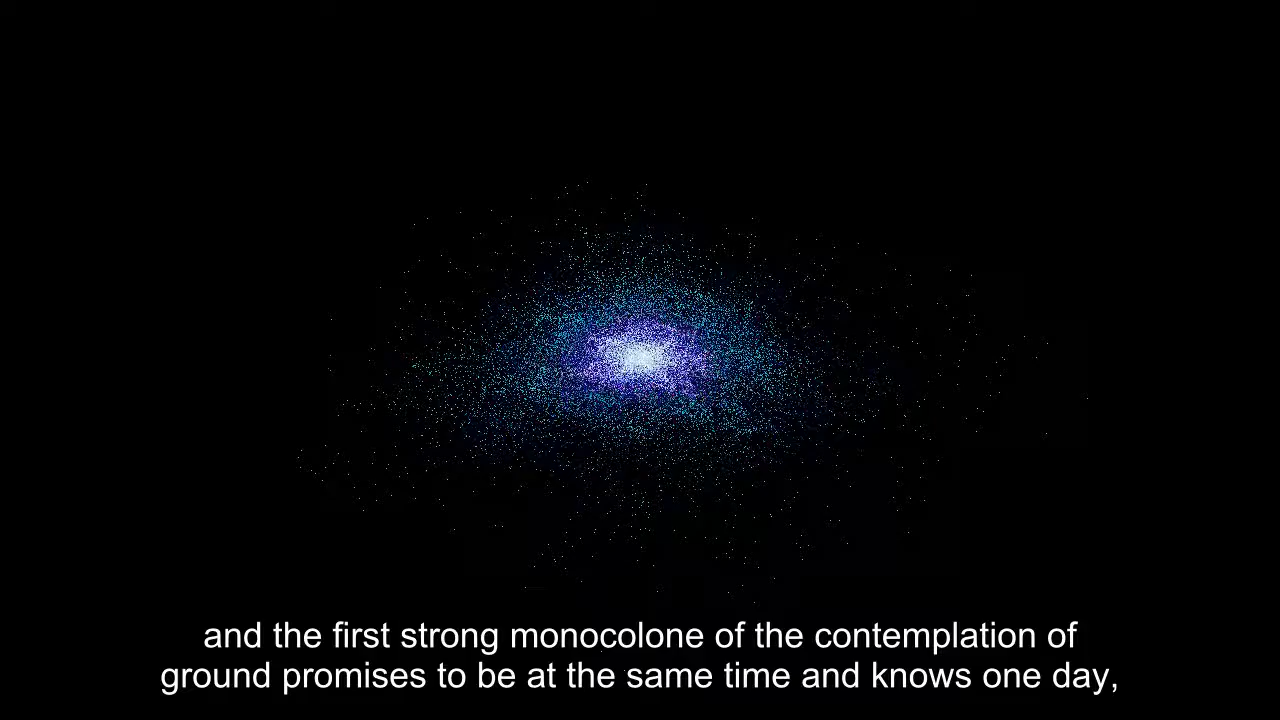 and the first strong monocolone of the contemplation of
ground promises to be at the same time and knows one day,